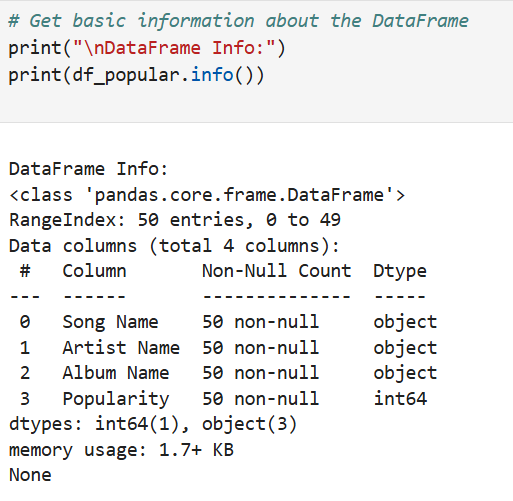 # Get basic information about the DataFrame
print("\nDataFrame Info:")
print(df_popular.info())
DataFrame Info:
<class 'pandas.core.frame.DataFrame'>
RangeIndex: 50 entries, 0 to 49
Data columns (total 4 columns):
 #   Column       Non-Null Count  Dtype
---  ------       --------------  -----
 0   Song Name    50 non-null     object
 1   Artist Name  50 non-null     object
 2   Album Name   50 non-null     object
 3   Popularity   50 non-null     int64
dtypes: int64(1), object(3)
memory usage: 1.7+ KB
None